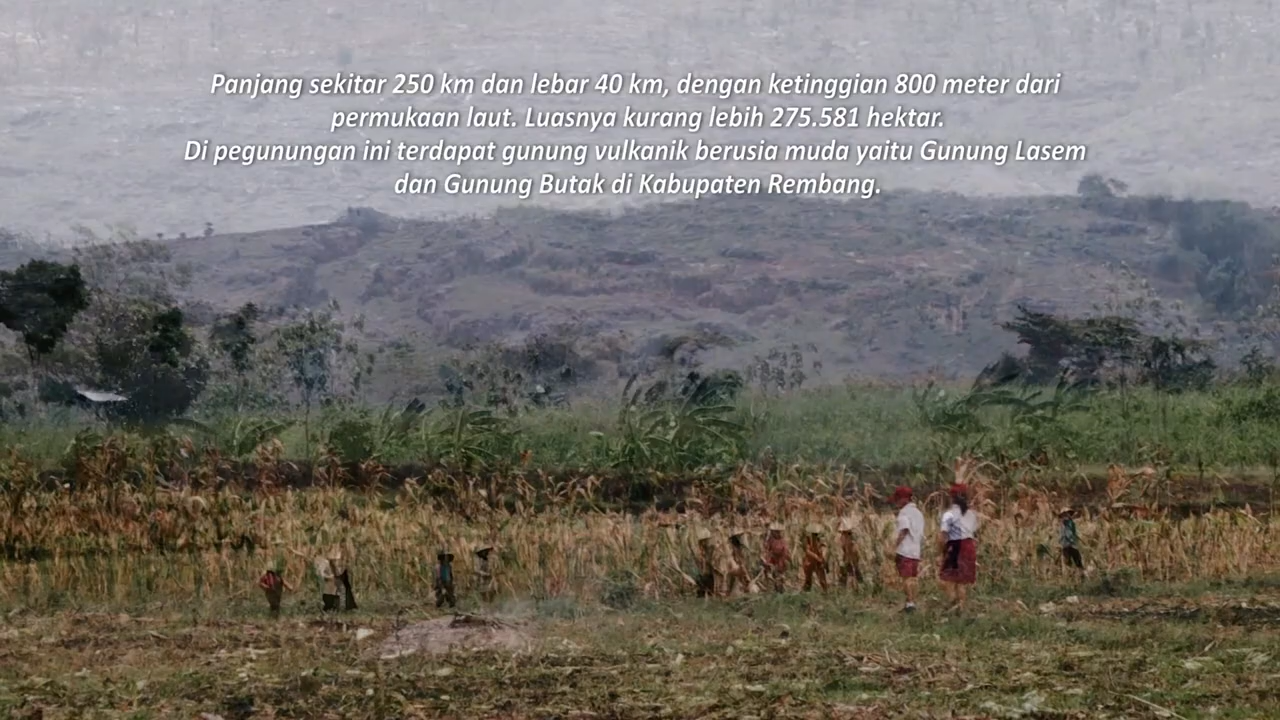 Panjang sekitar 250 km dan lebar 40 km, dengan ketinggian 800 meter dari
permukaan laut. Luasnya kurang lebih 275.581 hektar.
Di pegunungan ini terdapat gunung vulkanik berusia muda yaitu Gunung Lasem
dan Gunung Butak di Kabupaten Rembang.